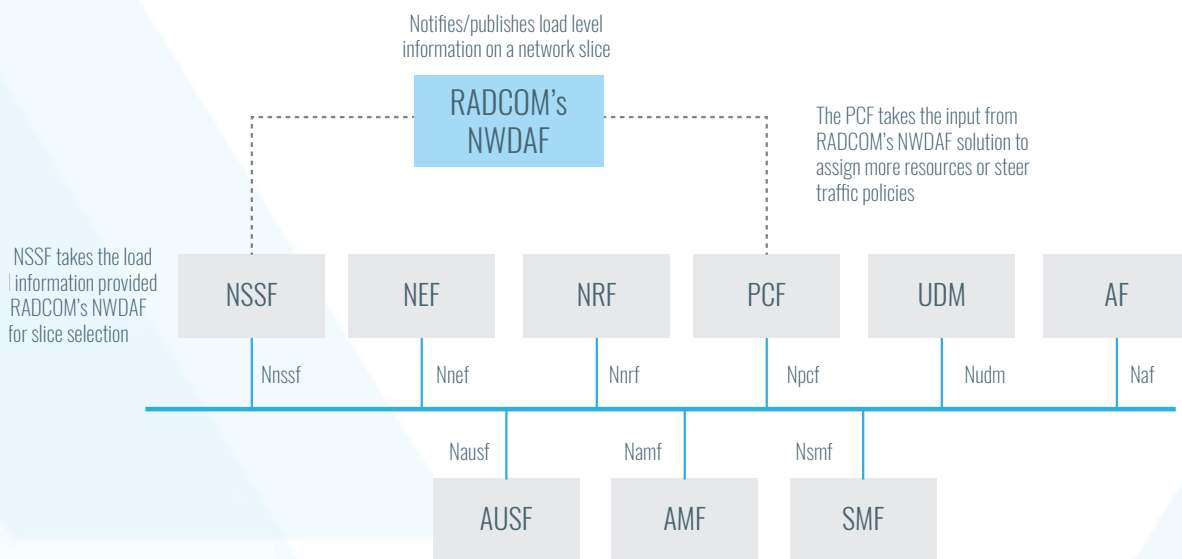 Notifies/publishes load level
information on a network slice
RADCOM's
NWDAF
The PCF takes the input from
RADCOM's NWDAF solution to
assign more resources or steer
traffic policies
NSSF takes the load
information provided
RADCOM's NWDAF
for slice selection
NSSF
NEF
NRF
PCF
UDM
AF
Nnssf
Nnef
Nnrf
Npcf
Nudm
Naf
Nausf
Namf
Nsmf
AUSF
AMF
SMF